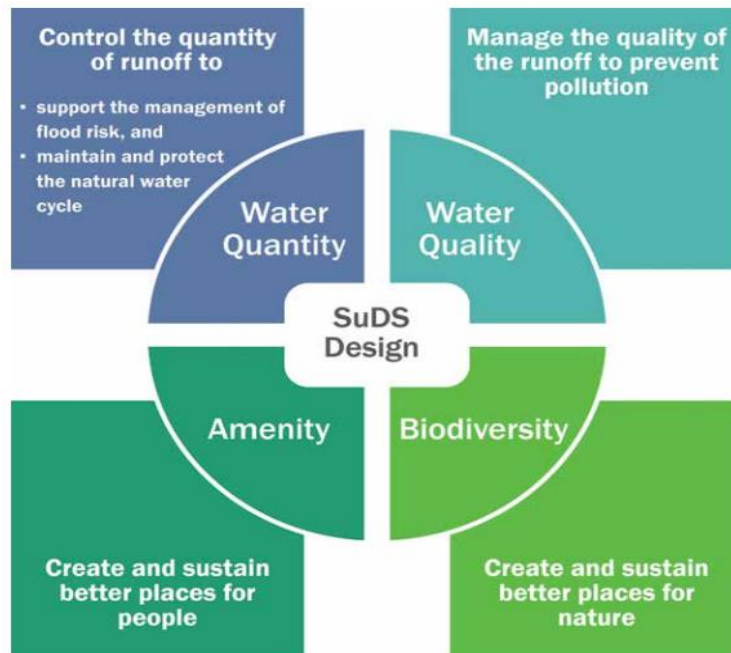 Control the quantity
of runoff to
• support the management of
flood risk, and
• maintain and protect
the natural water
cycle
Manage the quality of
the runoff to prevent
pollution
Water
Quantity
Water
Quality
SuDS
Design
Amenity
Biodiversity
Create and sustain
better places for
people
Create and sustain
better places for
nature